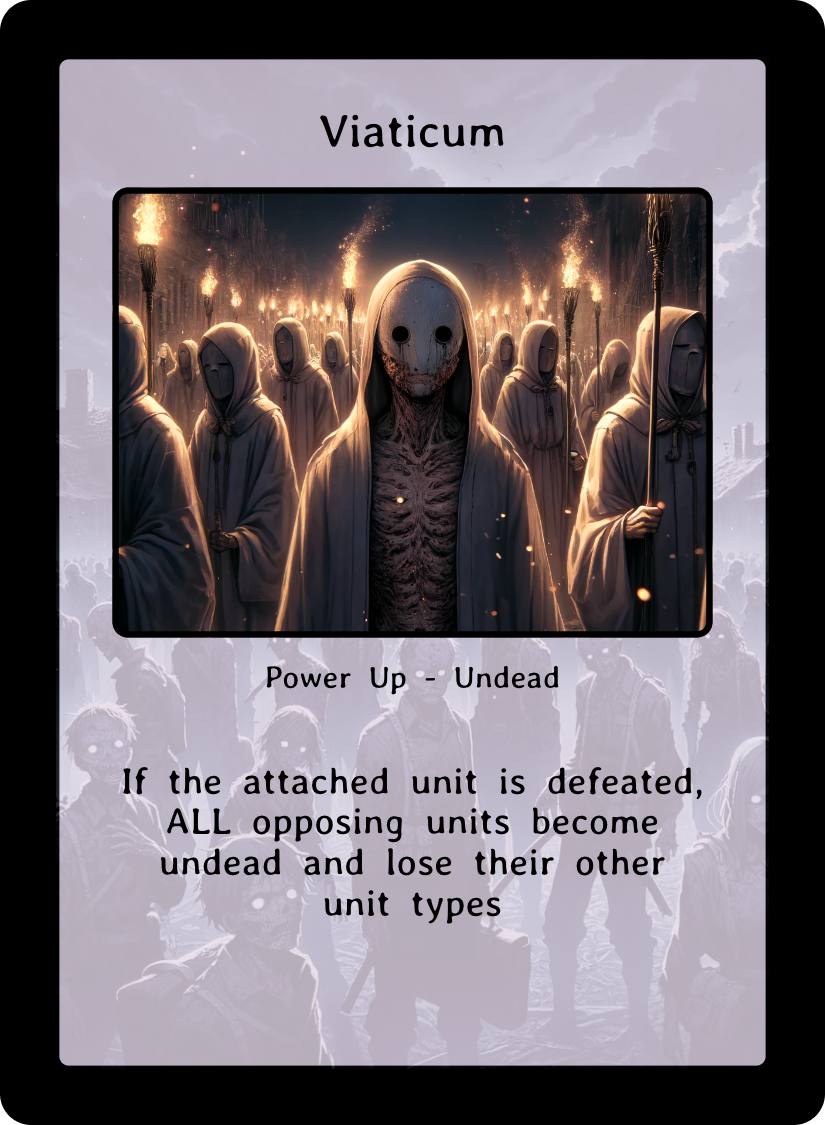 Viaticum
Power Up - Undead
If the attached unit is defeated,
ALL opposing units become
undead and lose their other
unit types